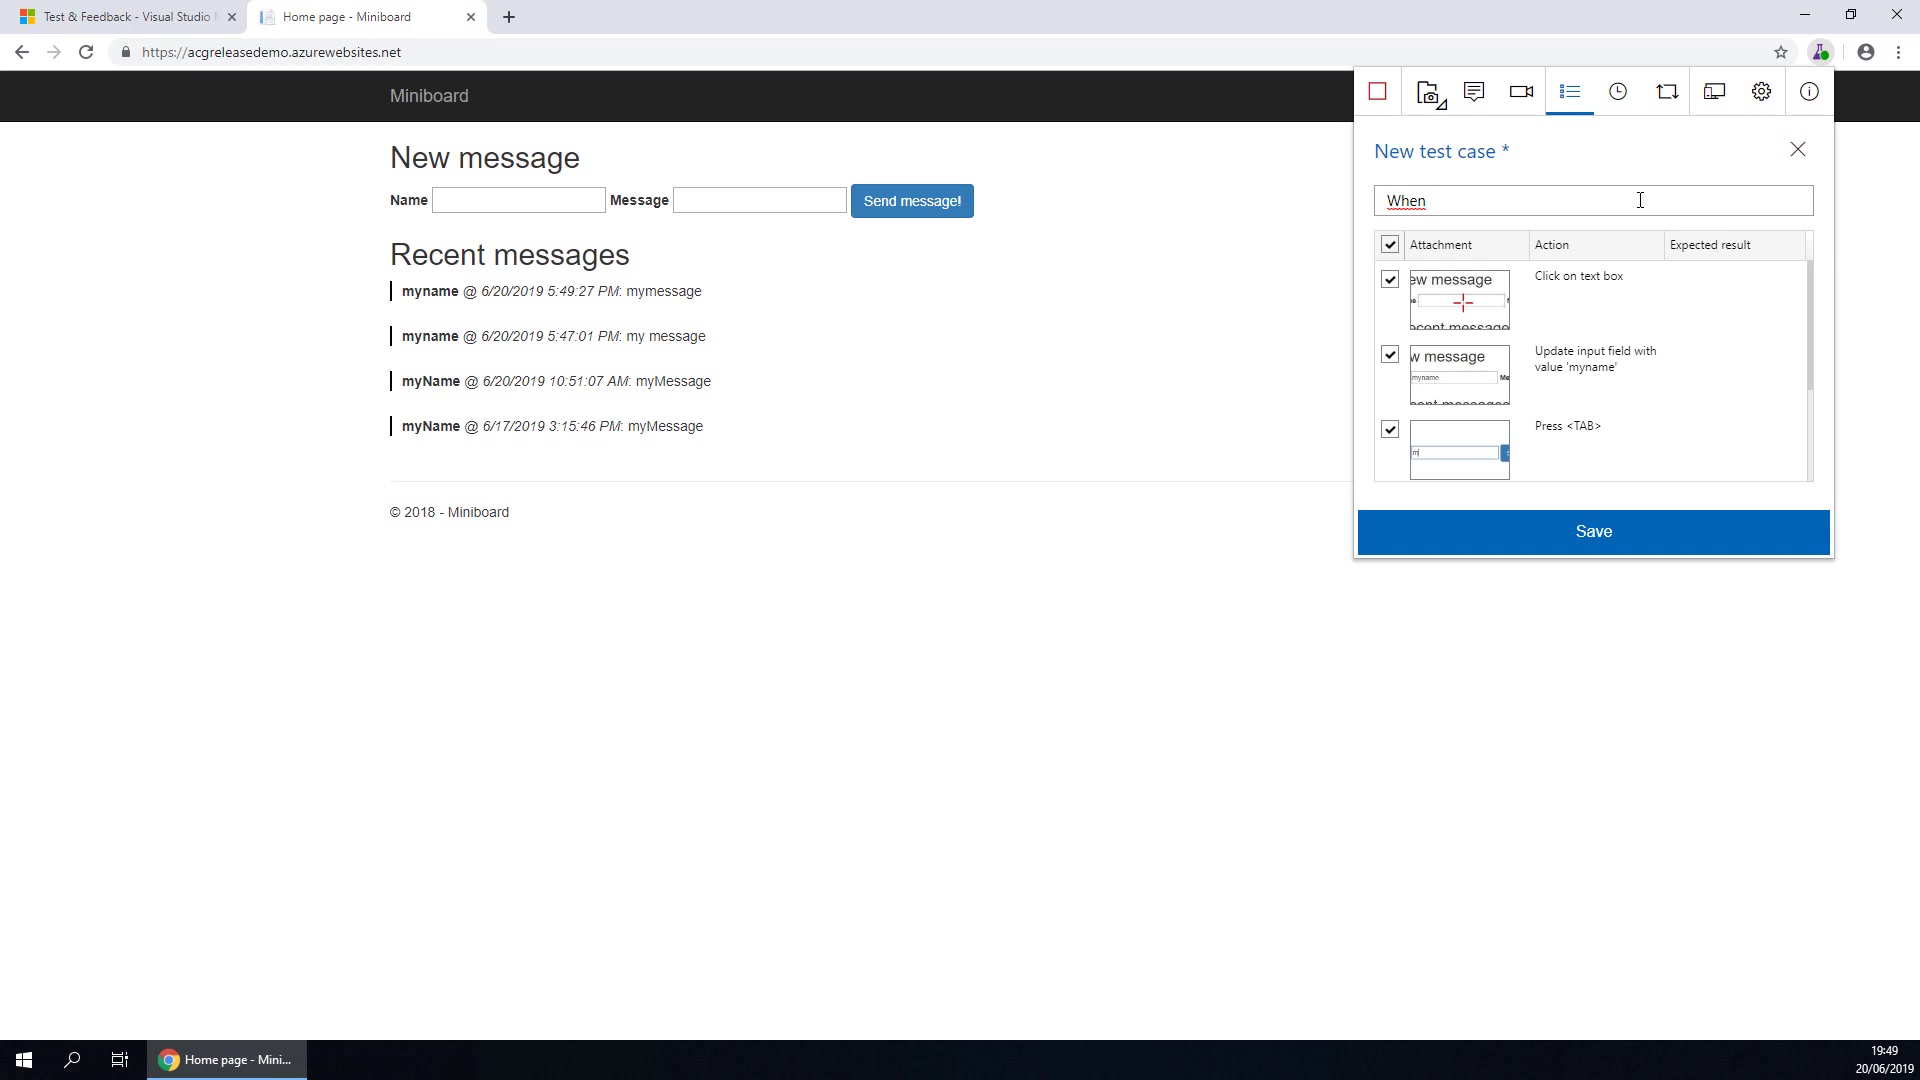 Test & Feedback - Visual Studio
Home page - Miniboard
https://acgreleasedemo.azurewebsites.net
Miniboard
New message
Name
Message
Send message!
Recent messages
myname @ 6/20/2019 5:49:27 PM: mymessage
myname @ 6/20/2019 5:47:01 PM: my message
myName @ 6/20/2019 10:51:07 AM: myMessage
myName @ 6/17/2019 3:15:46 PM: myMessage
© 2018 - Miniboard
New test case *
When
Attachment Action Expected result
ew message
ecent message
Click on text box
w message
myname Me
Update input field with
value 'myname'
m
Press <TAB>
Save
Home page - Mini...
19:49
20/06/2019